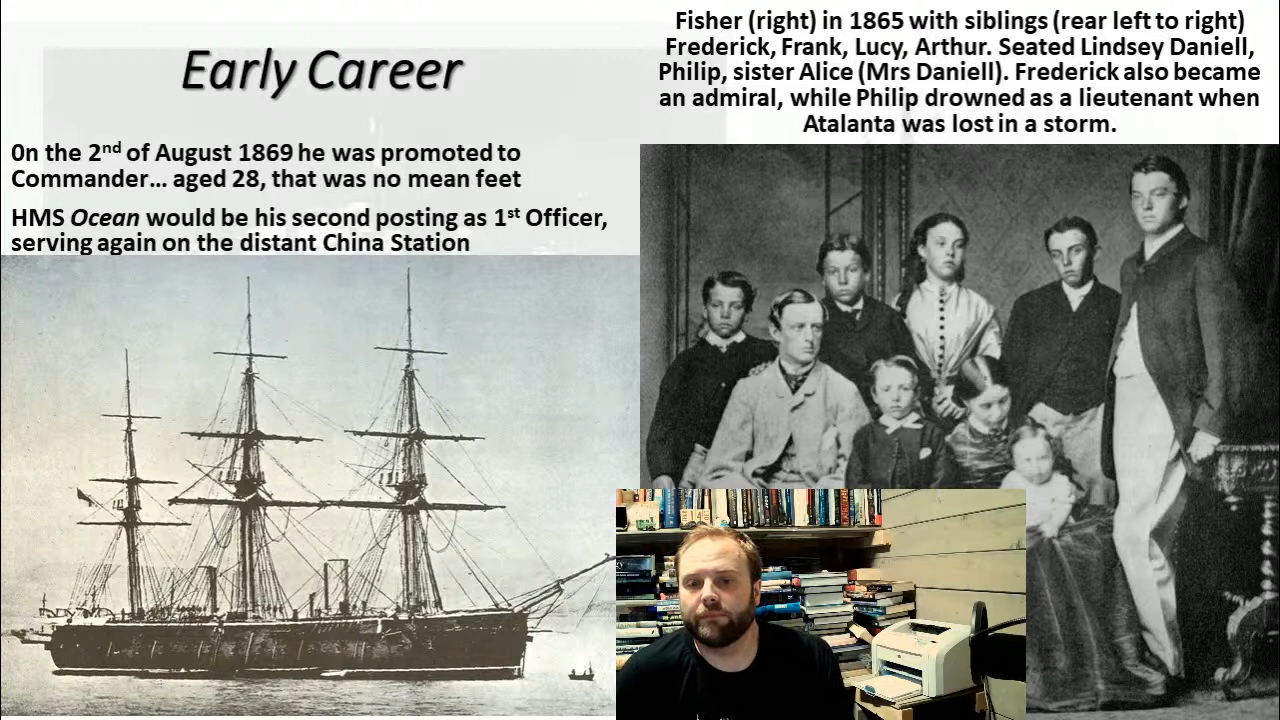 Early Career
0n the 2nd of August 1869 he was promoted to
Commander... aged 28, that was no mean feet
HMS Ocean would be his second posting as 1st Officer,
serving again on the distant China Station
Fisher (right) in 1865 with siblings (rear left to right)
Frederick, Frank, Lucy, Arthur. Seated Lindsey Daniell,
Philip, sister Alice (Mrs Daniell). Frederick also became
an admiral, while Philip drowned as a lieutenant when
Atalanta was lost in a storm.